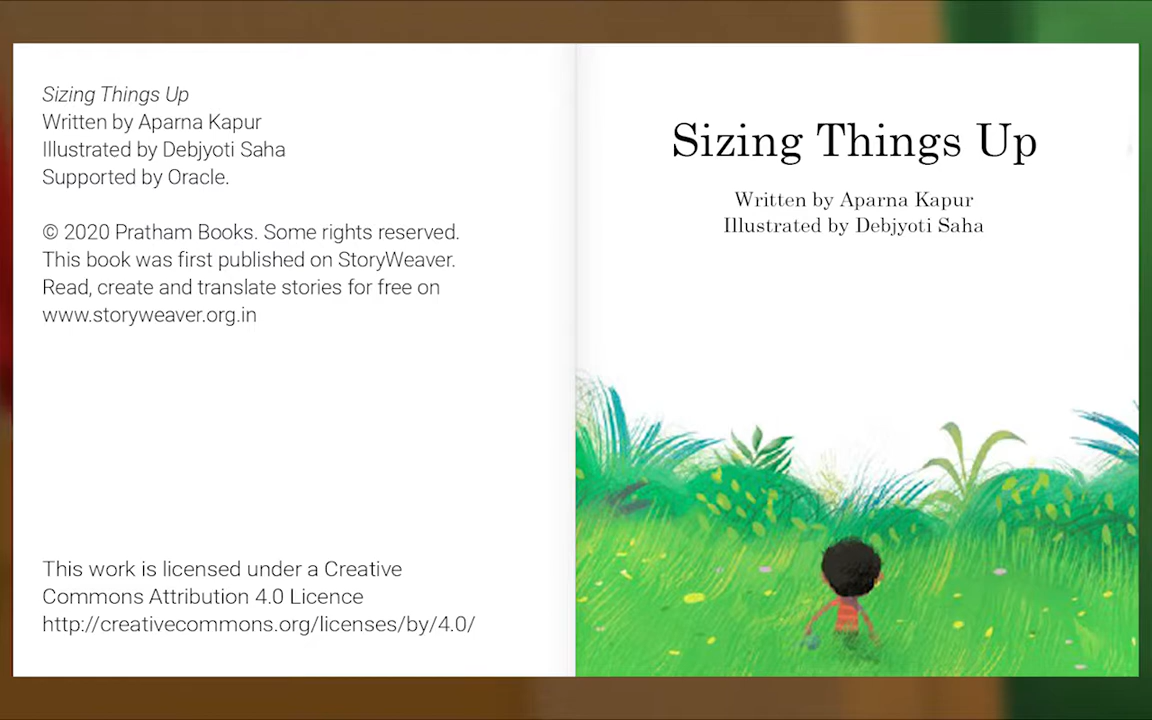 Sizing Things Up
Written by Aparna Kapur
Illustrated by Debjyoti Saha
Supported by Oracle.
© 2020 Pratham Books. Some rights reserved.
This book was first published on StoryWeaver.
Read, create and translate stories for free on
www.storyweaver.org.in
This work is licensed under a Creative
Commons Attribution 4.0 Licence
http://creativecommons.org/licenses/by/4.0/
Sizing Things Up
Written by Aparna Kapur
Illustrated by Debjyoti Saha